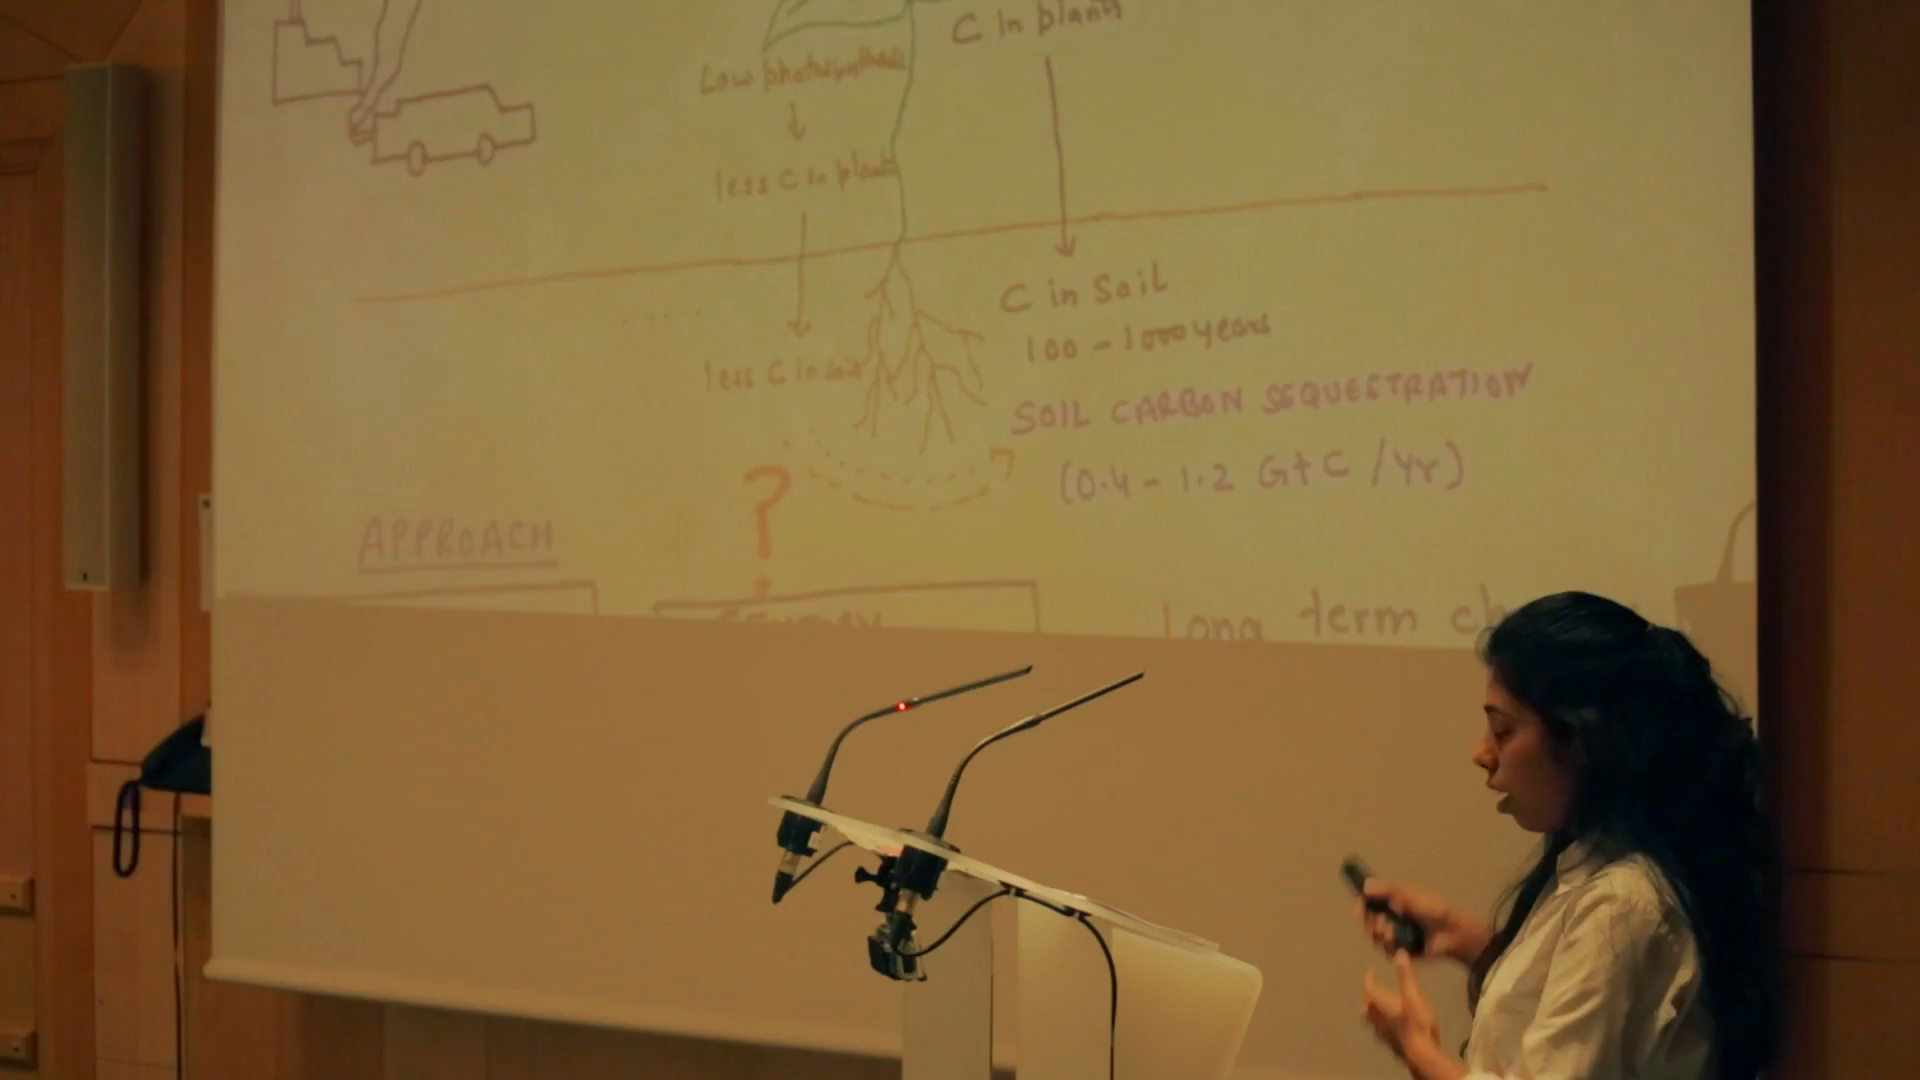 C in plants
Low photosynthesis
less C in plant
C in Soil
100 - 1000 years
less C in soil
SOIL CARBON SEQUESTRATION
(0.4 - 1.2 GtC /Yr)
?
APPROACH
Long term